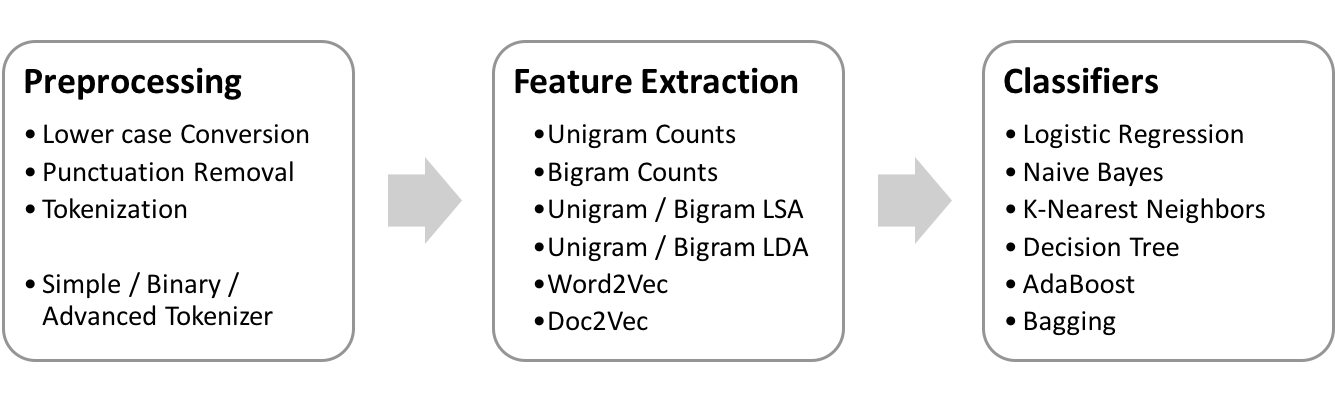 Preprocessing
• Lower case Conversion
• Punctuation Removal
• Tokenization
• Simple / Binary /
Advanced Tokenizer
Feature Extraction
•Unigram Counts
•Bigram Counts
•Unigram / Bigram LSA
•Unigram / Bigram LDA
•Word2Vec
•Doc2Vec
Classifiers
• Logistic Regression
• Naive Bayes
• K-Nearest Neighbors
• Decision Tree
• AdaBoost
• Bagging